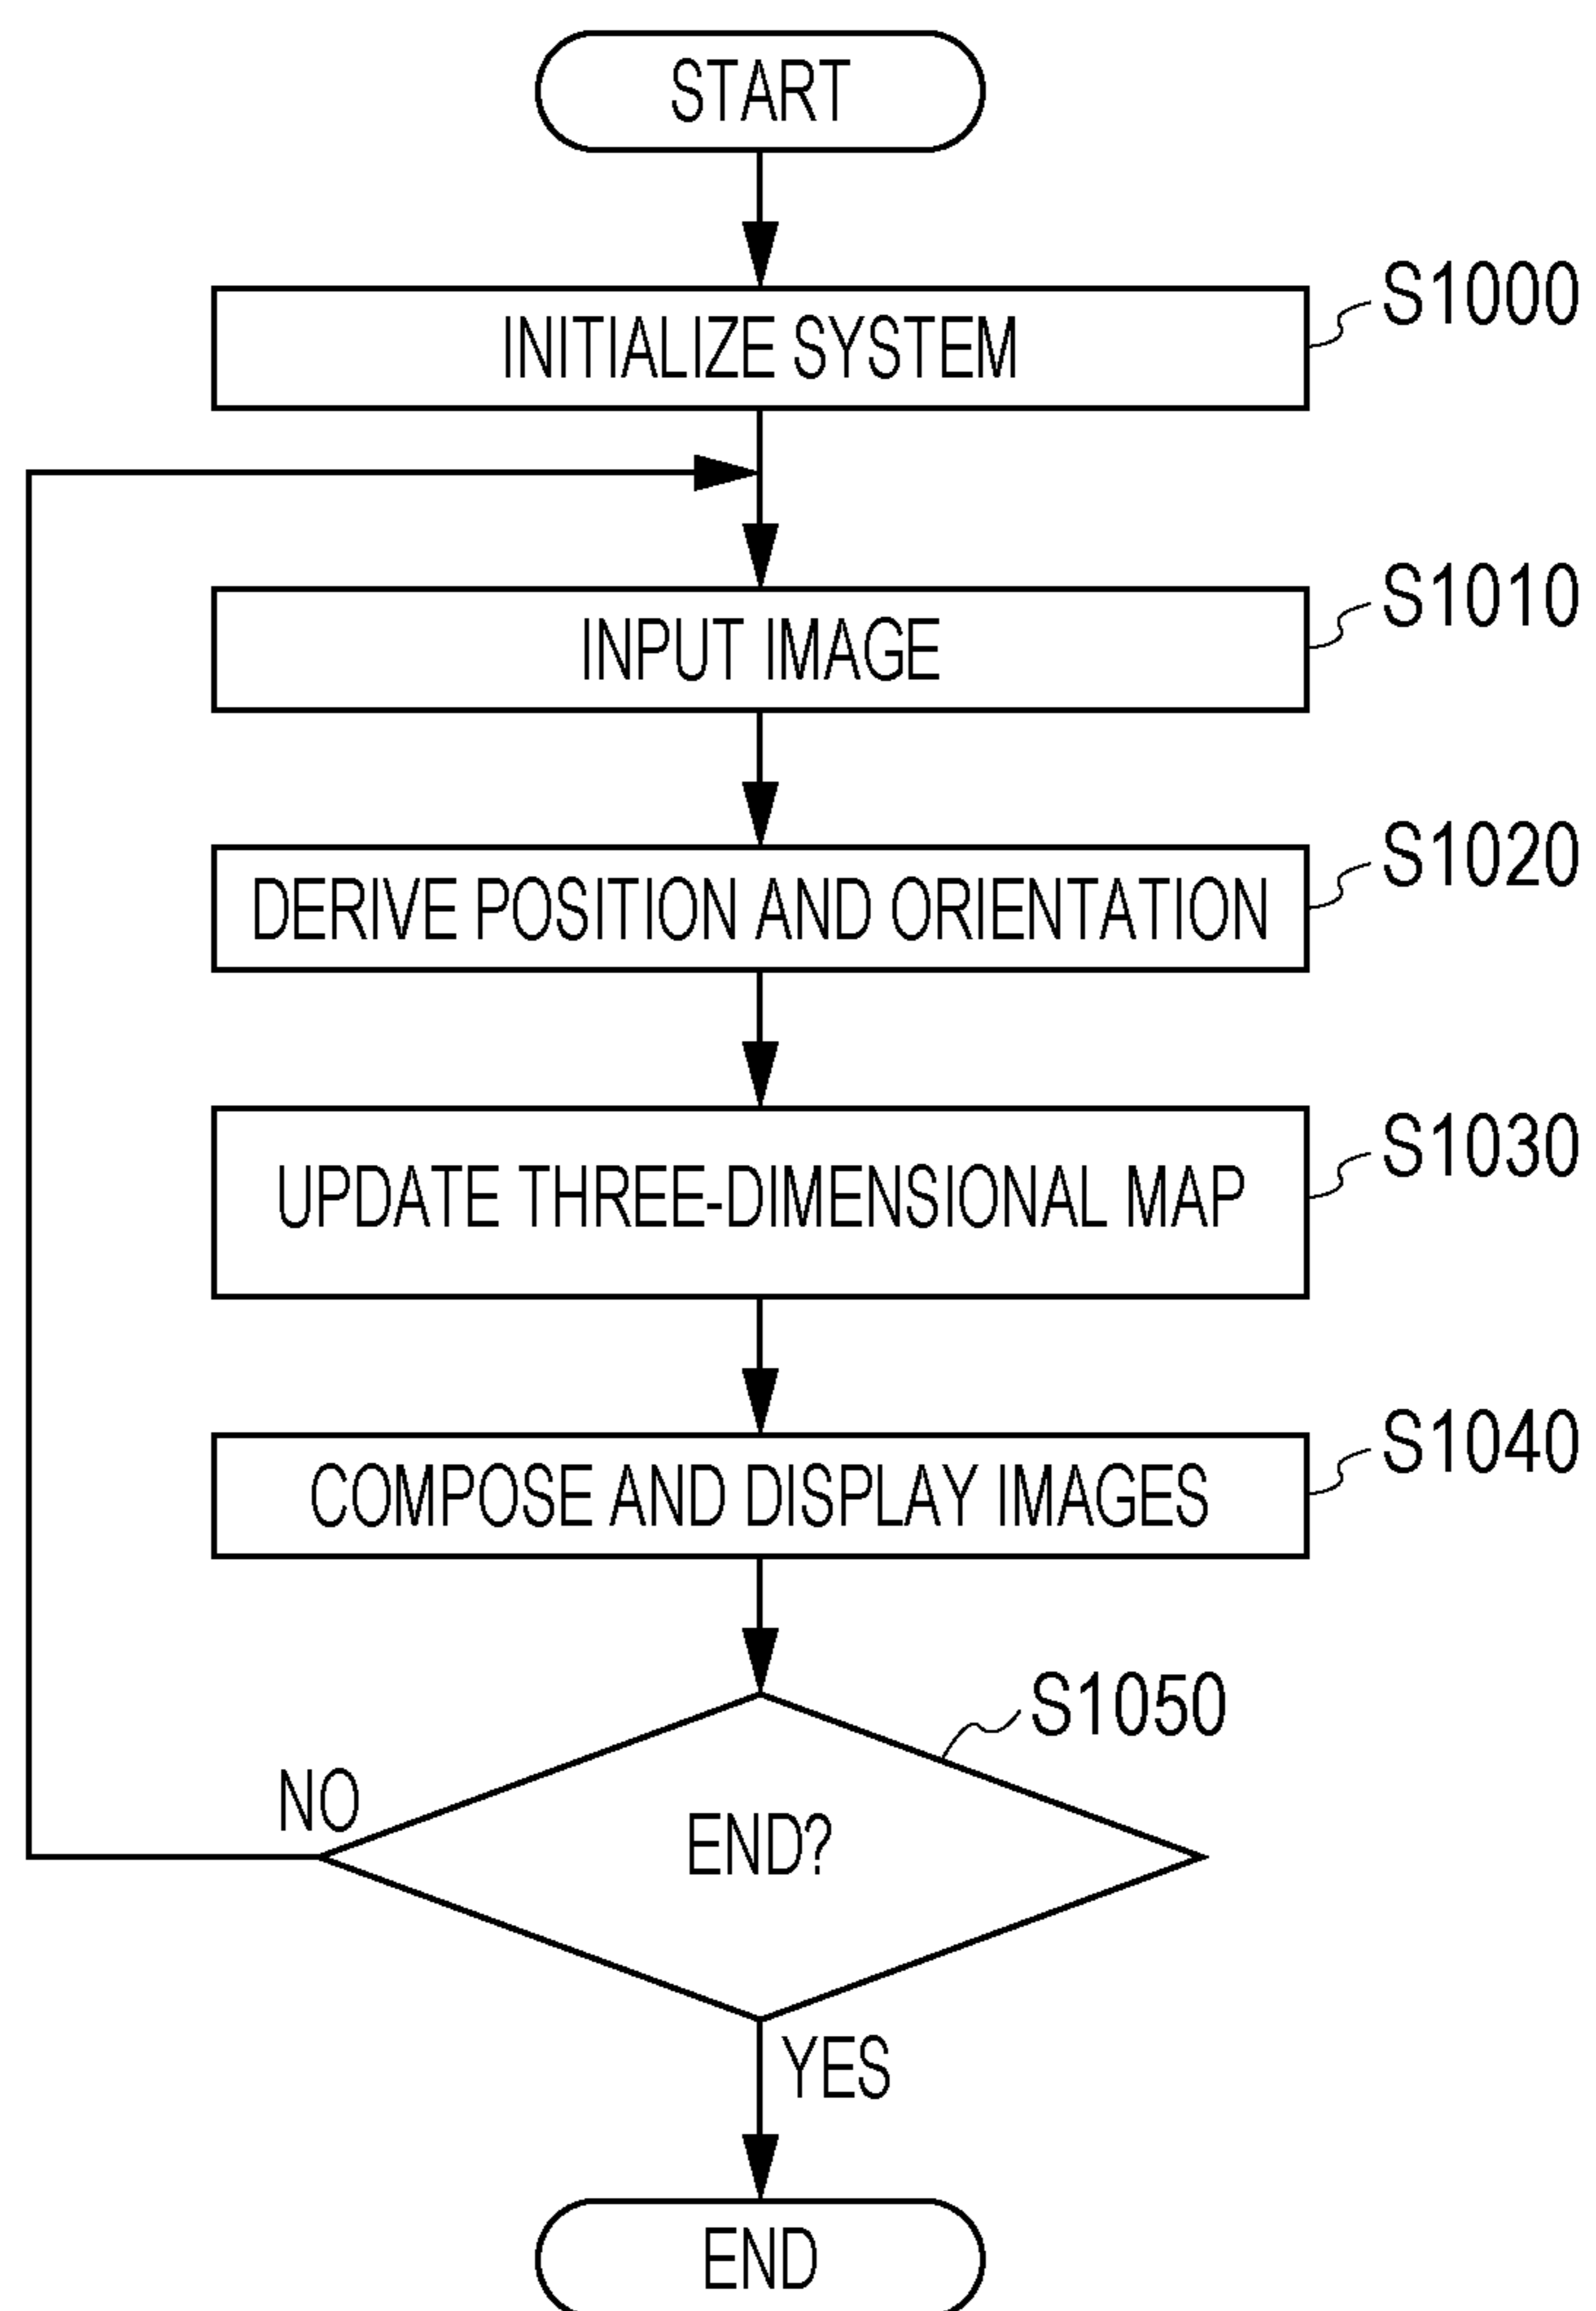 START
INITIALIZE SYSTEM
S1000
INPUT IMAGE
S1010
DERIVE POSITION AND ORIENTATION
S1020
UPDATE THREE-DIMENSIONAL MAP
S1030
COMPOSE AND DISPLAY IMAGES
S1040
S1050
END?
NO
YES
END